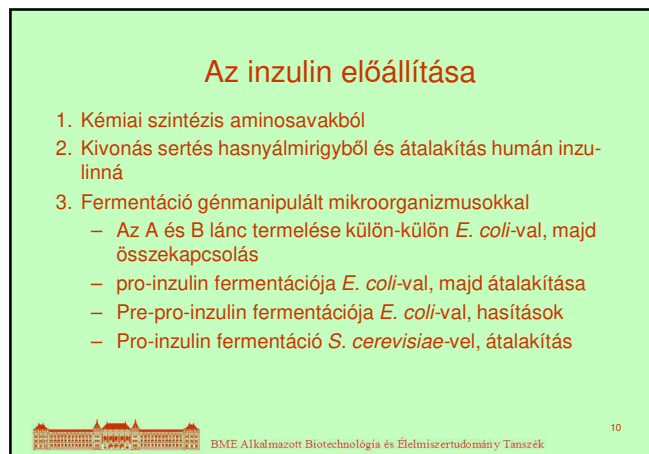 Az inzulin előállítása
1. Kémiai szintézis aminosavakból
2. Kivonás sertés hasnyálmirigyből és átalakítás humán inzu-
linná
3. Fermentáció génmanipulált mikroorganizmusokkal
– Az A és B lánc termelése külön-külön E. coli-val, majd
összekapcsolás
– pro-inzulin fermentációja E. coli-val, majd átalakítása
– Pre-pro-inzulin fermentációja E. coli-val, hasítások
– Pro-inzulin fermentáció S. cerevisiae-vel, átalakítás
10
BME Alkalmazott Biotechnológia és Élelmiszertudomány Tanszék